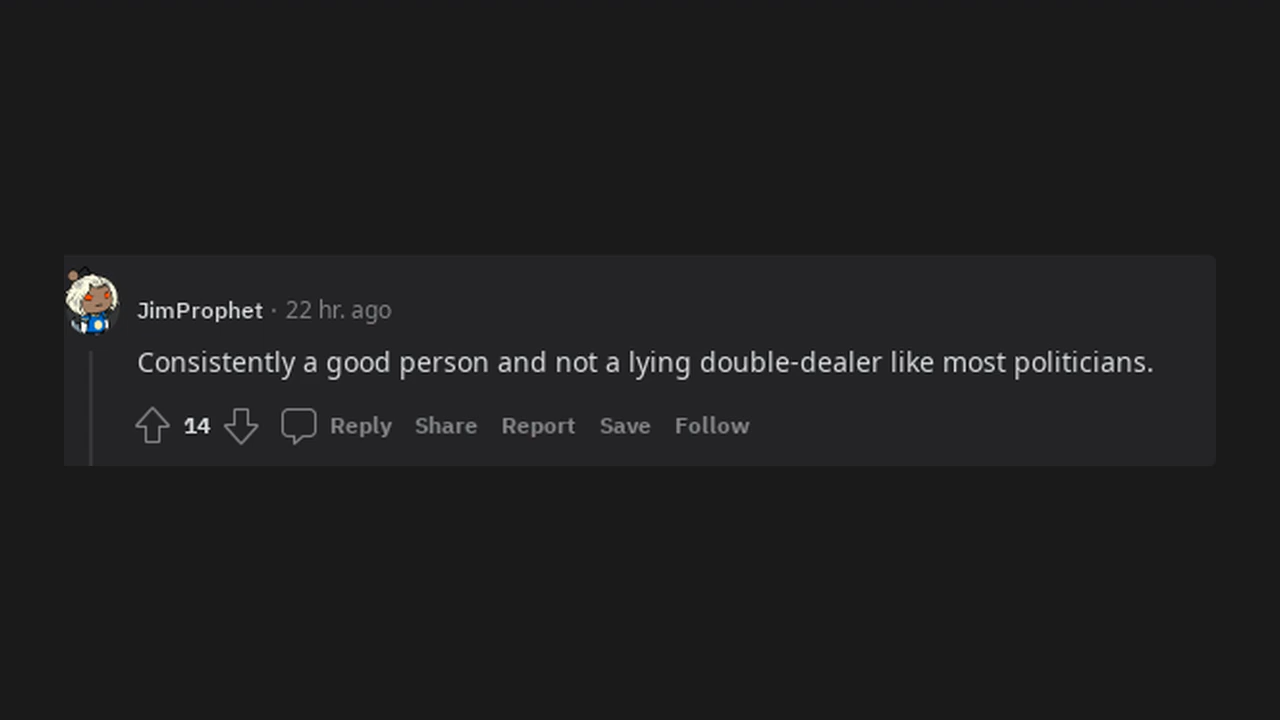 JimProphet · 22 hr. ago
Consistently a good person and not a lying double-dealer like most politicians.
14 Reply Share Report Save Follow